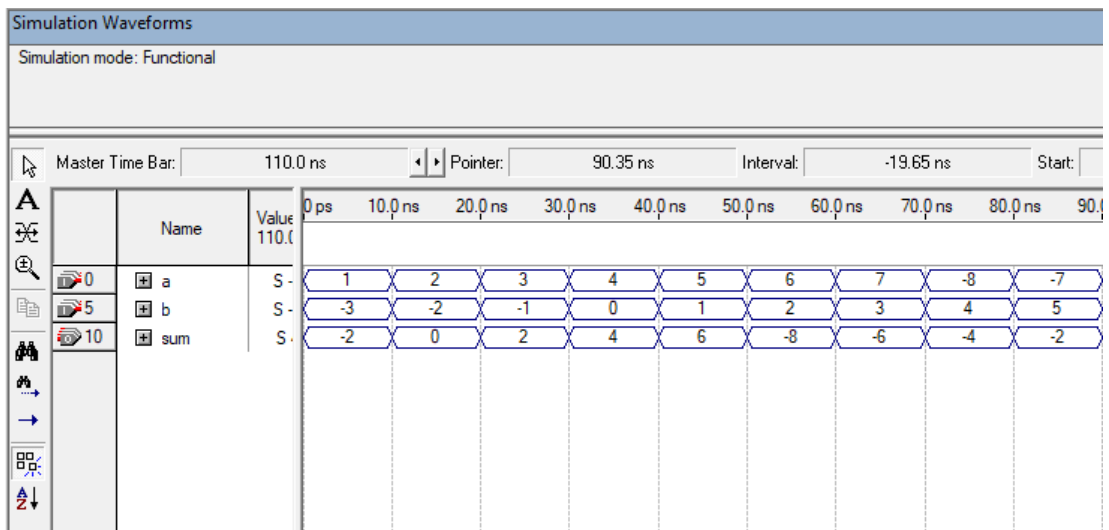 Simulation Waveforms
Simulation mode: Functional
Master Time Bar: 110.0 ns Pointer: 90.35 ns Interval: -19.65 ns Start:
A Name Value 0 ps 10.0 ns 20.0 ns 30.0 ns 40.0 ns 50.0 ns 60.0 ns 70.0 ns 80.0 ns 90.0
110.0
0 a S - 1 2 3 4 5 6 7 -8 -7
5 b S - -3 -2 -1 0 1 2 3 4 5
10 sum S - -2 0 2 4 6 -8 -6 -4 -2
A
Z